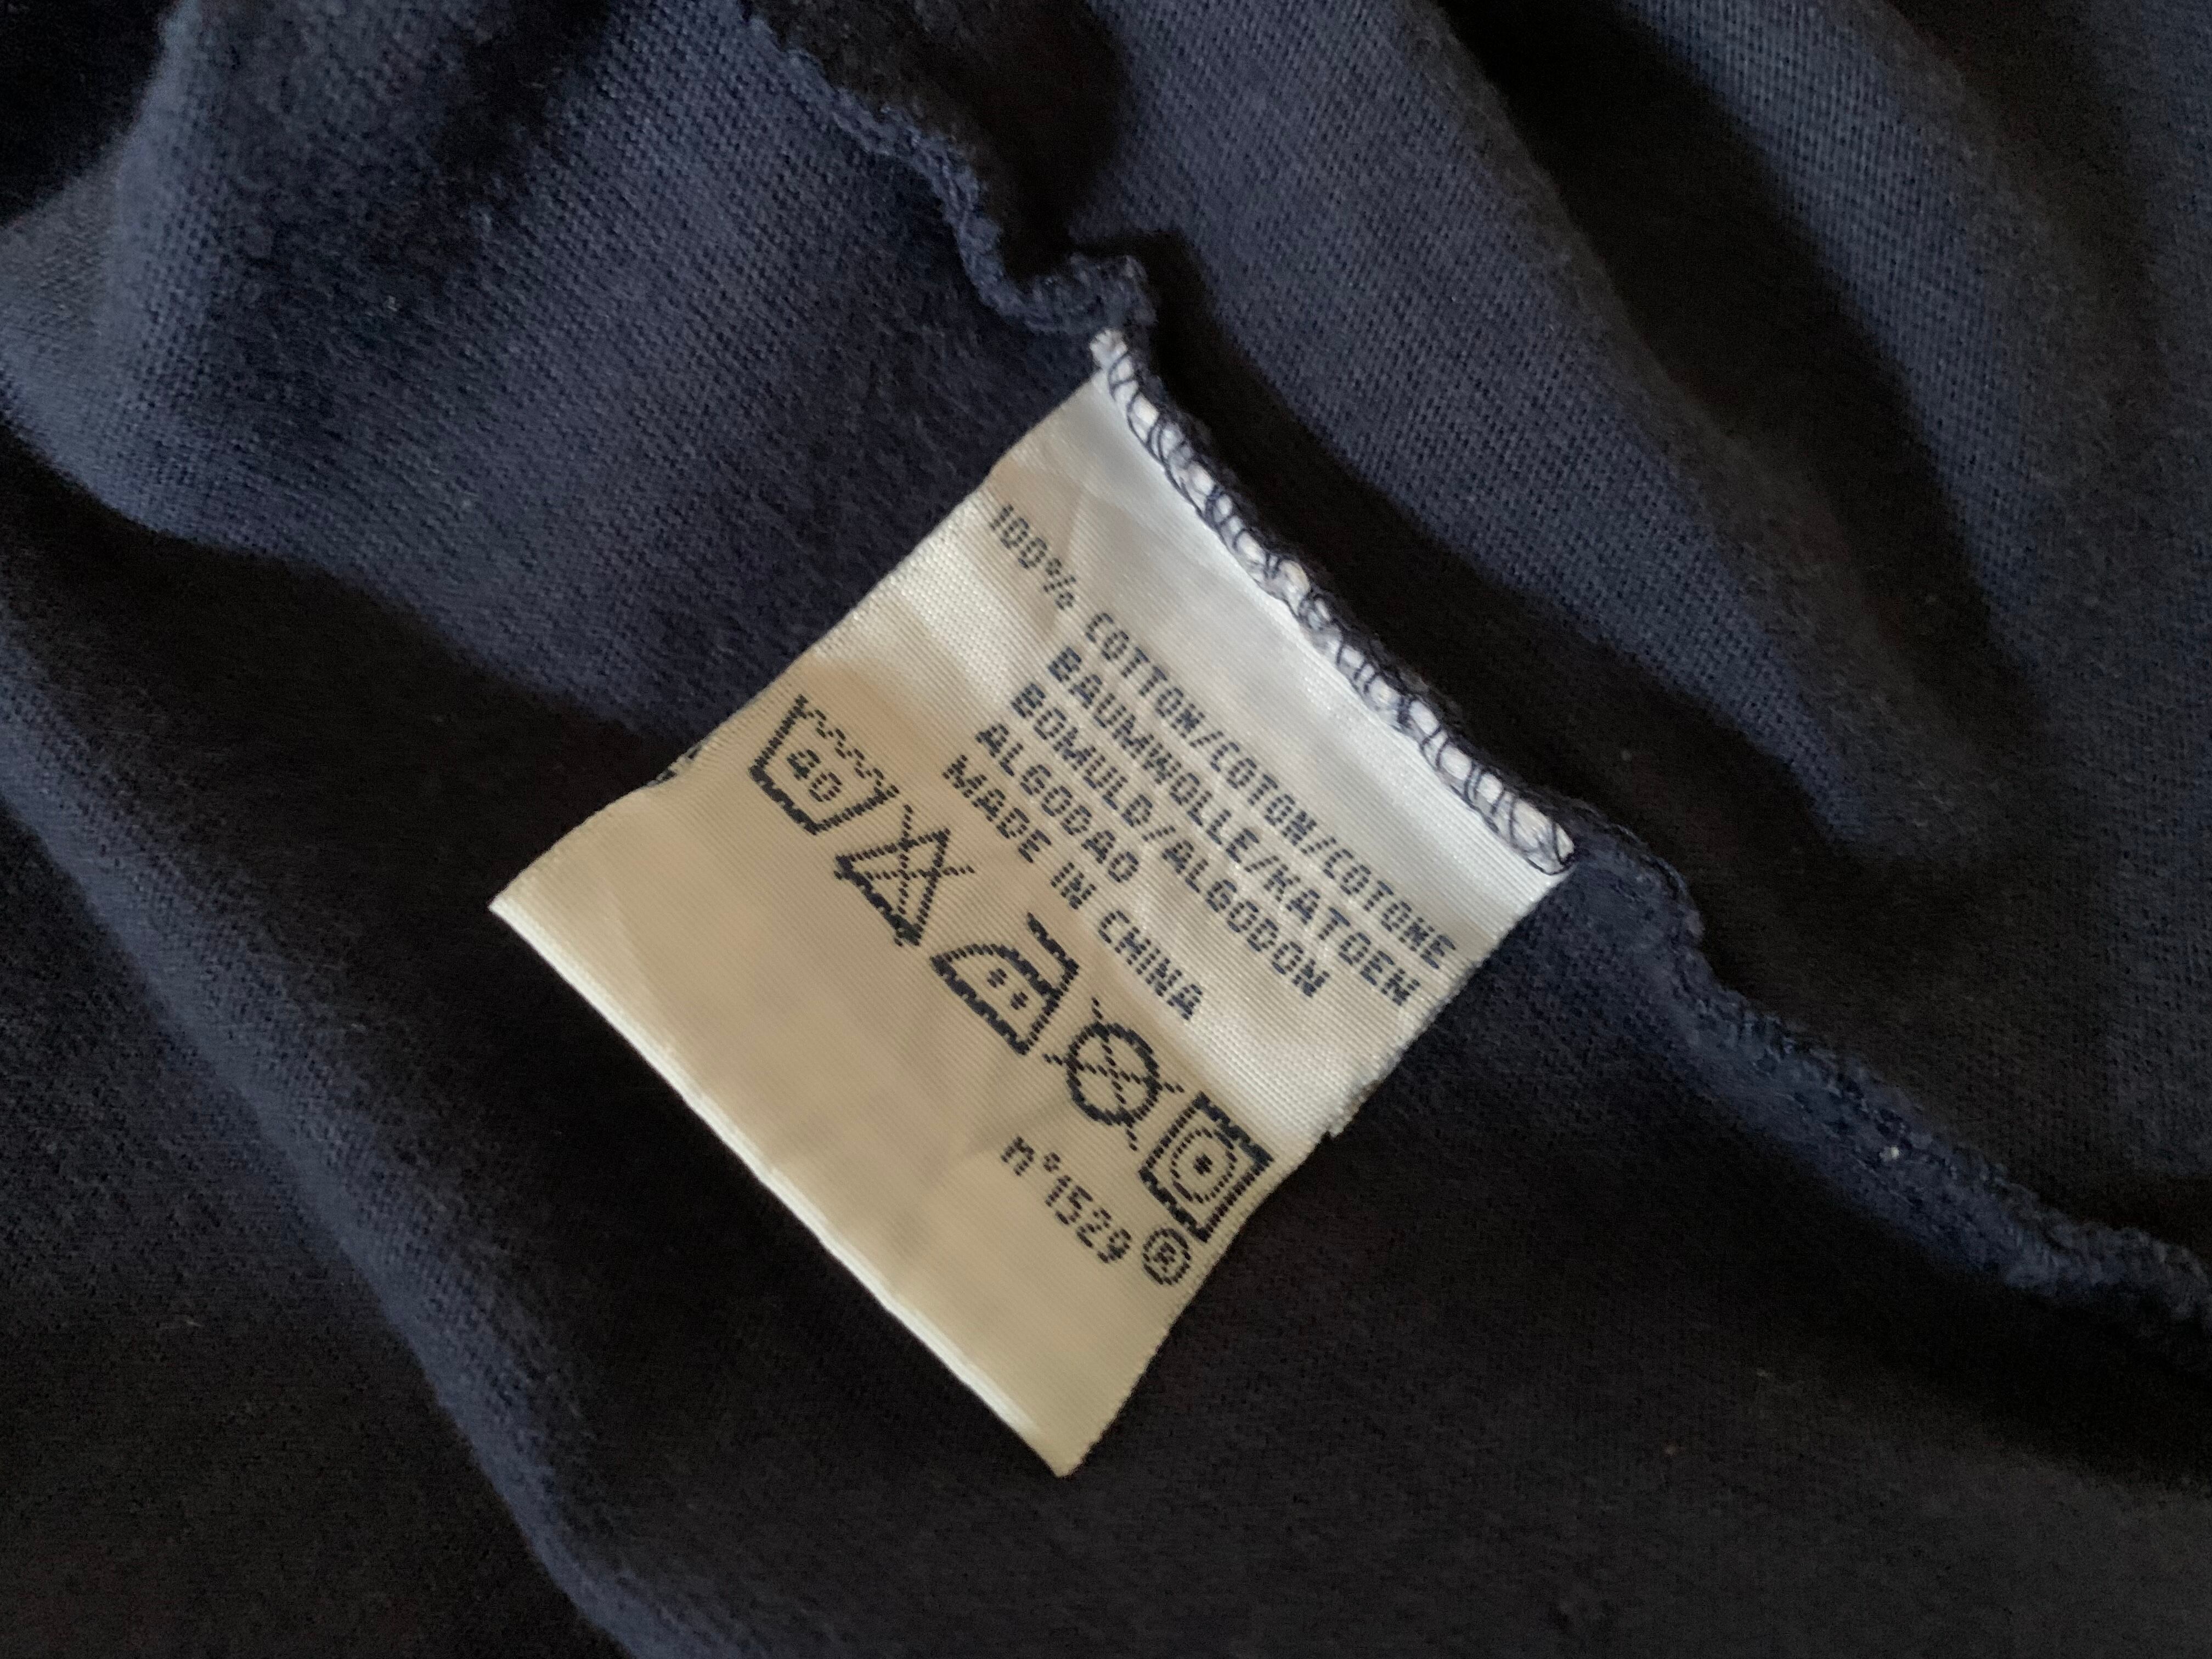 100% COTTON/COTON/COTONE
BAUMWOLLE/KATOEN
BOMULD/ALGODON
ALGODAO
MADE IN CHINA
40
n°1529 ®